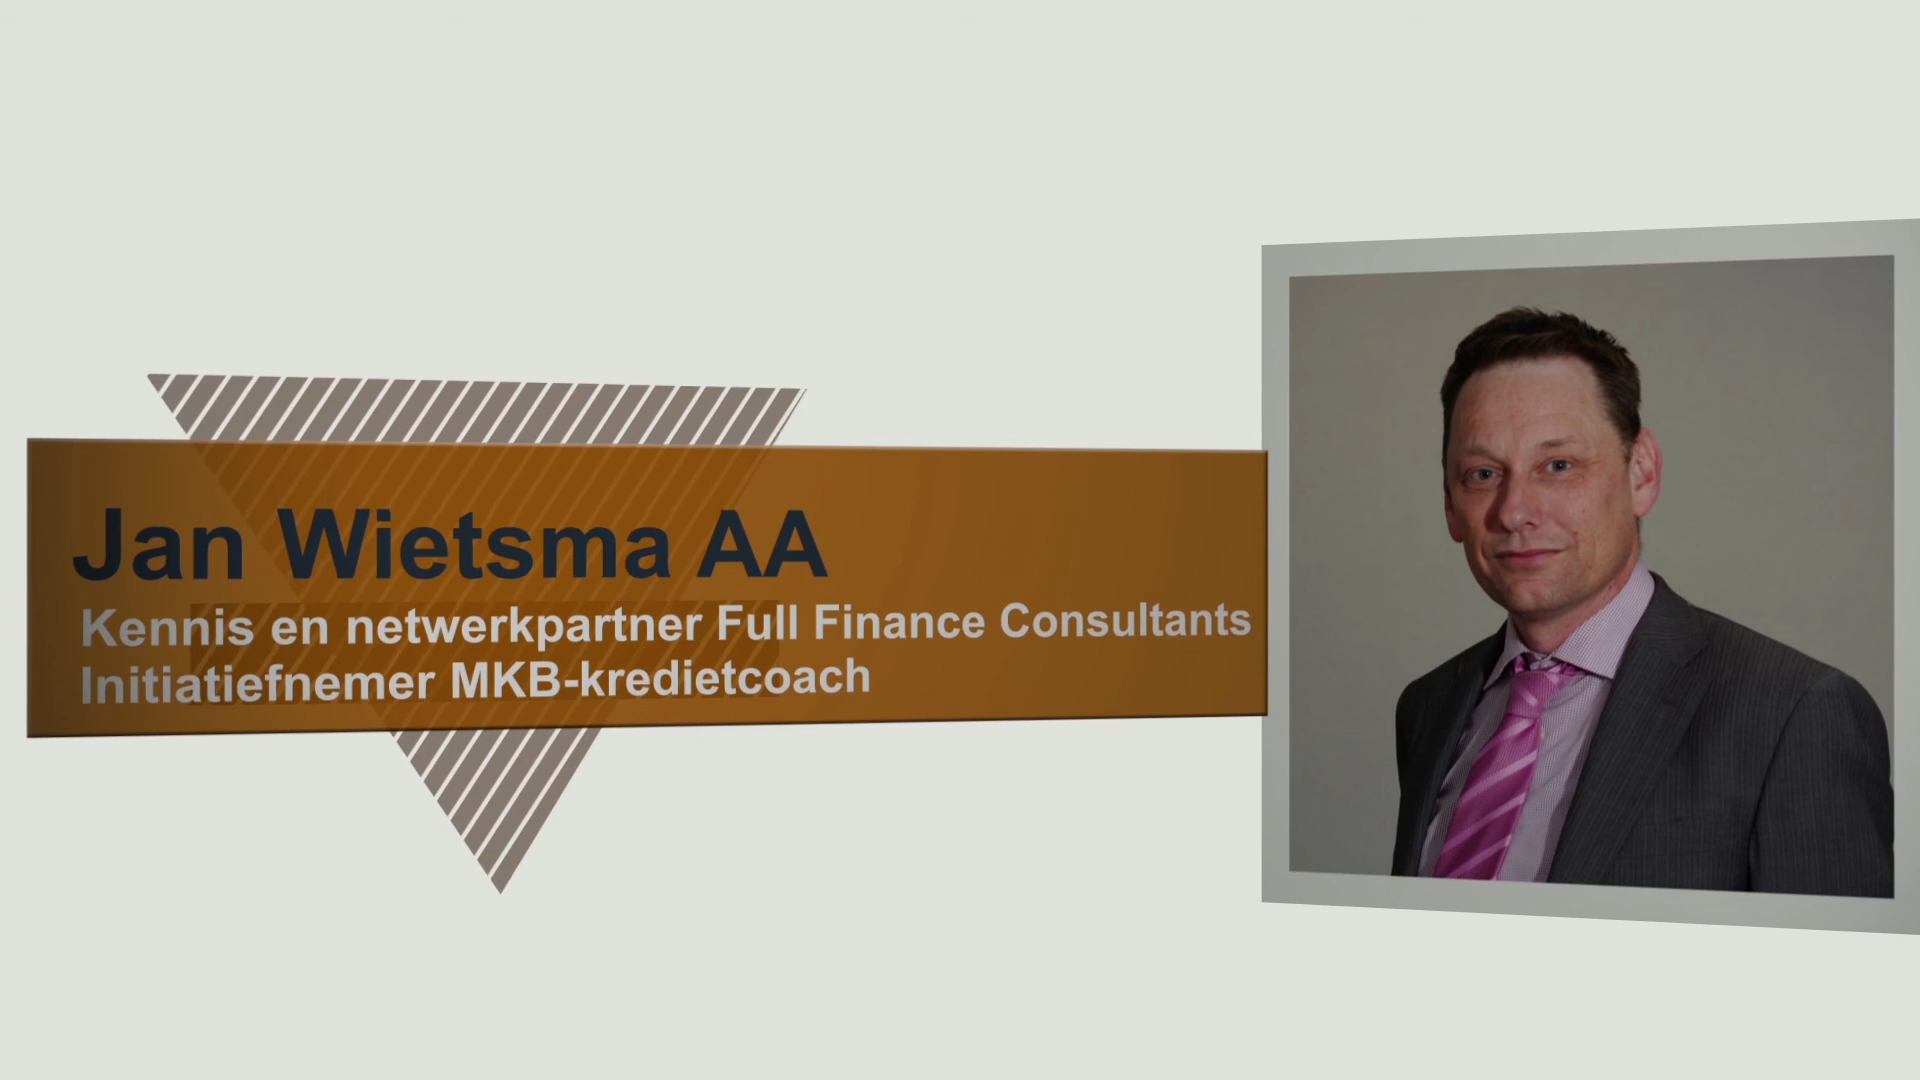 Jan Wietsma AA
Kennis en netwerkpartner Full Finance Consultants
Initiatiefnemer MKB-kredietcoach